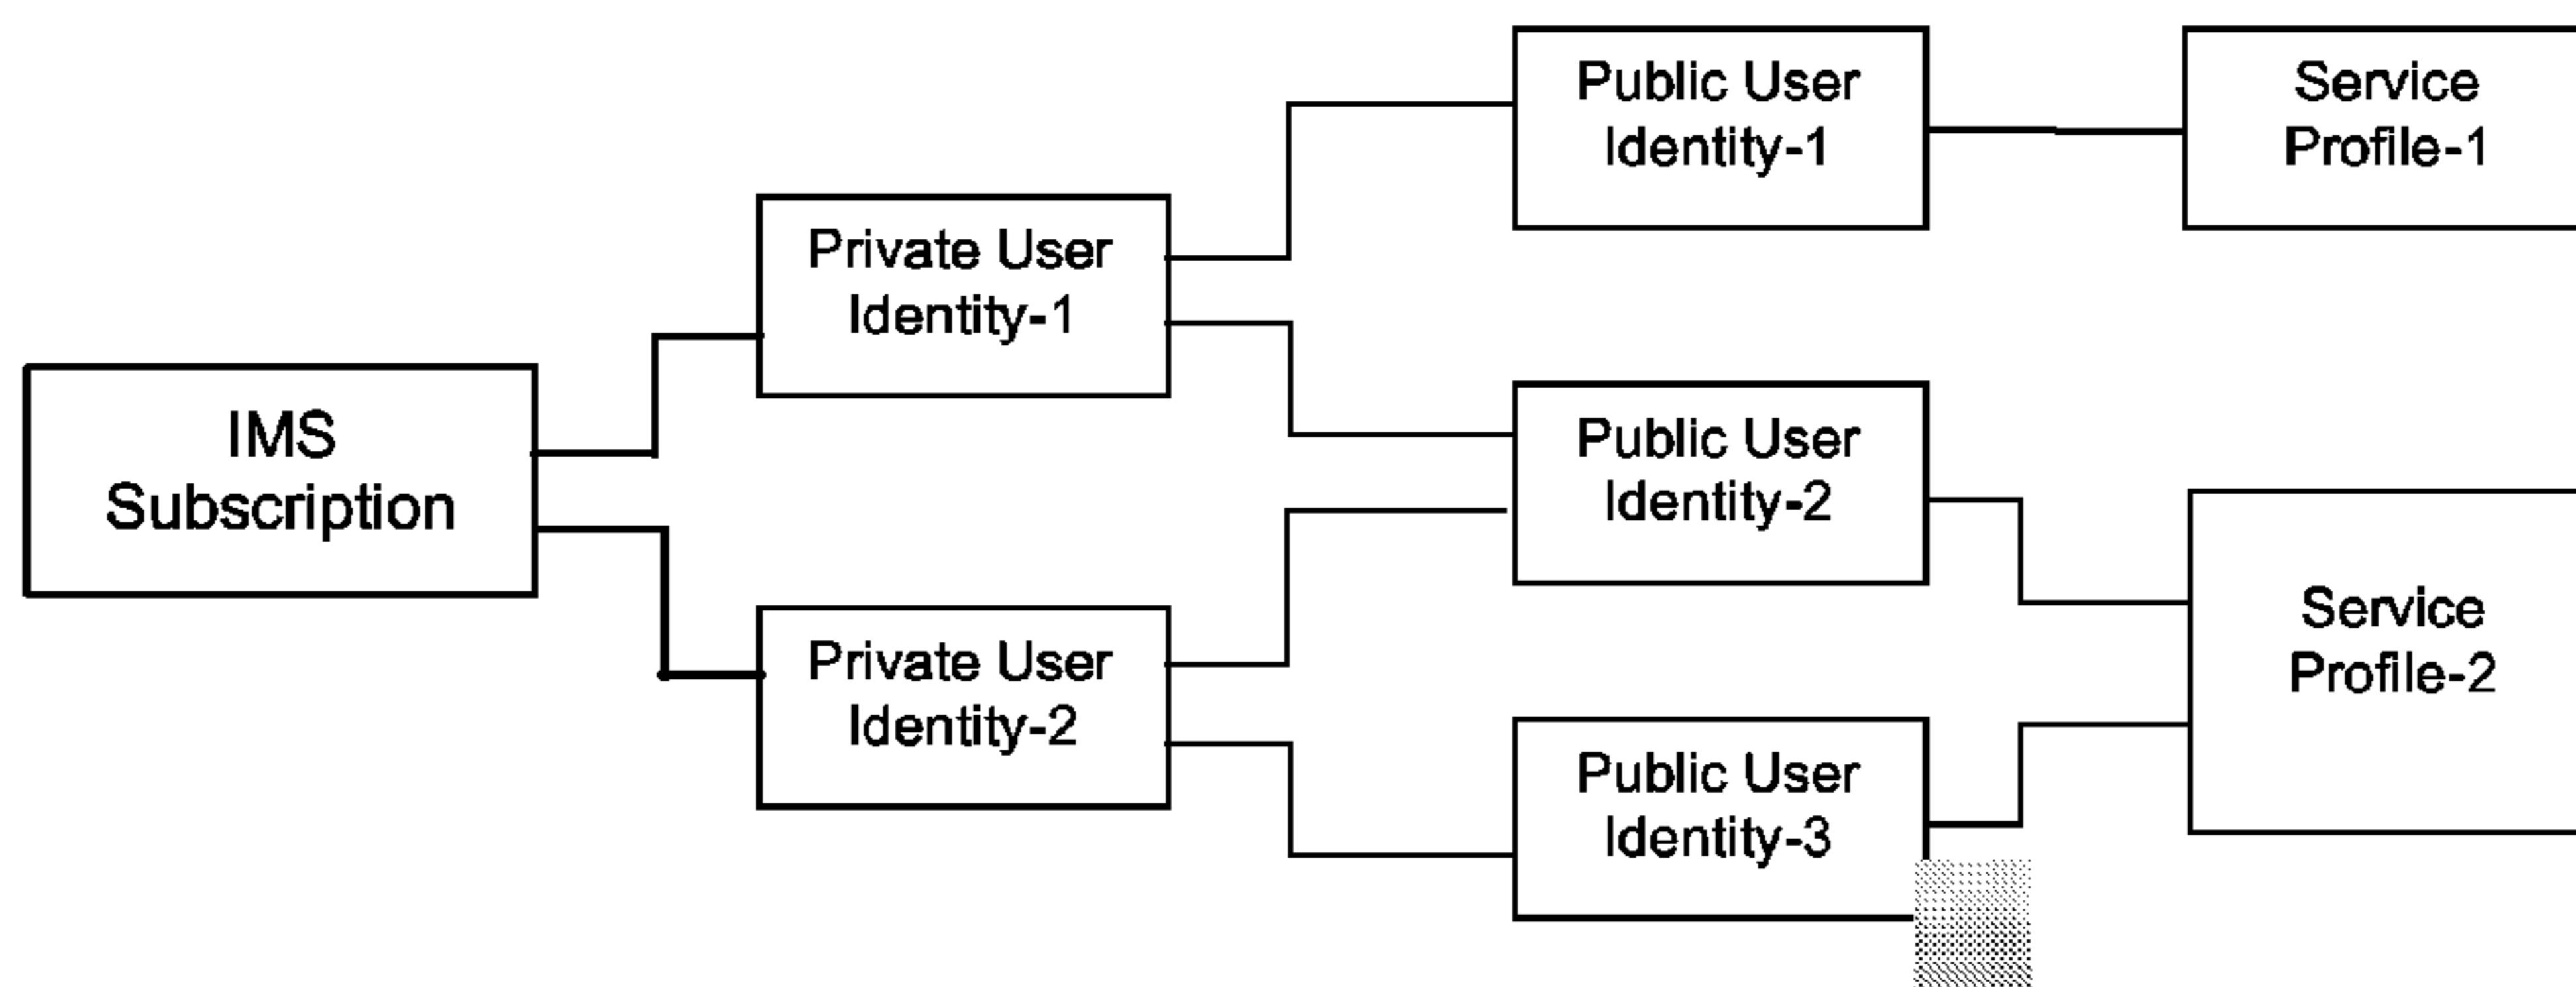 Public User
Identity-1
Service
Profile-1
Private User
Identity-1
IMS
Subscription
Public User
Identity-2
Service
Profile-2
Private User
Identity-2
Public User
Identity-3